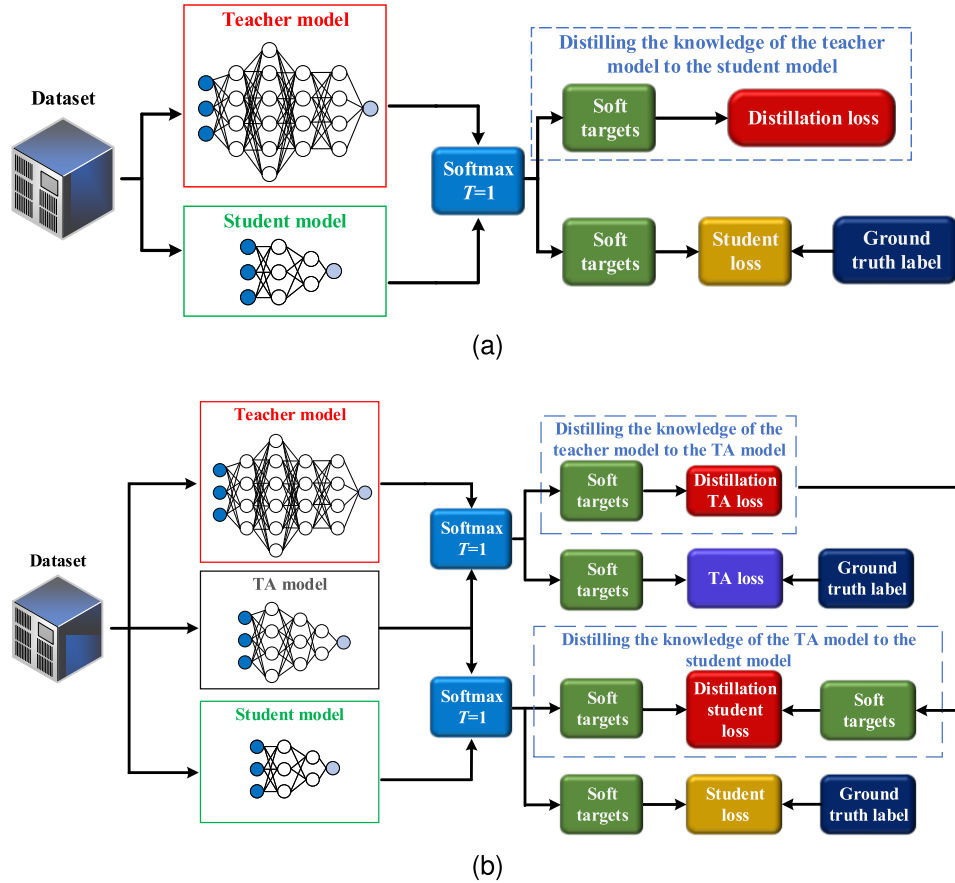 Teacher model
Dataset
Student model
Softmax
T=1
Distilling the knowledge of the teacher
model to the student model
Soft
targets
Distillation loss
Soft
targets
Student
loss
Ground
truth label
(a)
Teacher model
Dataset
TA model
Student model
Softmax
T=1
Softmax
T=1
Distilling the knowledge of the
teacher model to the TA model
Soft
targets
Distillation
TA loss
Soft
targets
TA loss
Ground
truth label
Distilling the knowledge of the TA model to the
student model
Soft
targets
Distillation
student
loss
Soft
targets
Soft
targets
Student
loss
Ground
truth label
(b)